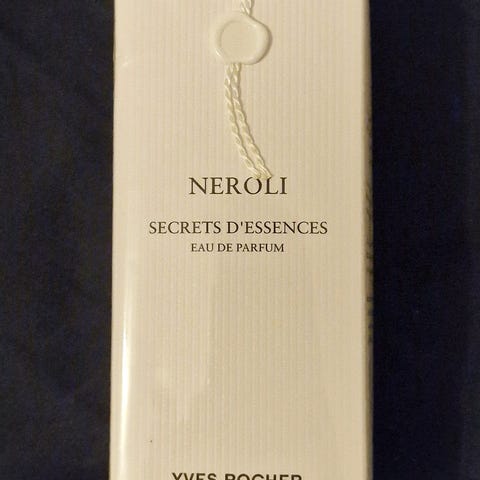 NEROLI
SECRETS D'ESSENCES
EAU DE PARFUM
YVES ROCHER